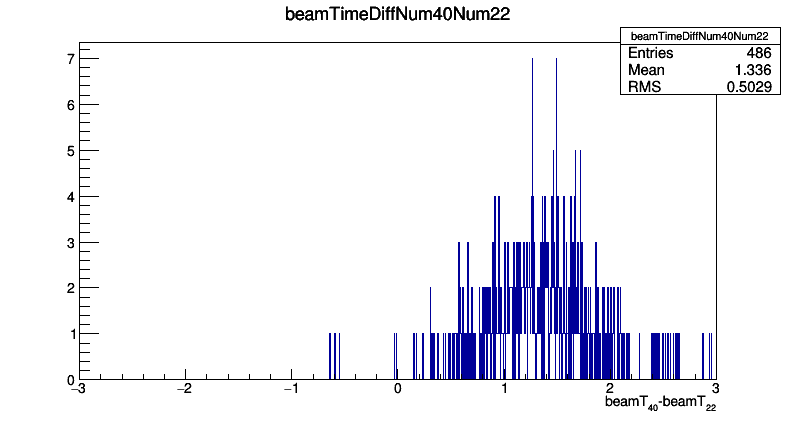 beamTimeDiffNum40Num22
beamTimeDiffNum40Num22
Entries 486
Mean 1.336
RMS 0.5029
7
6
5
4
3
2
1
0
−3 −2 −1 0 1 2 3
beamT40-beamT22